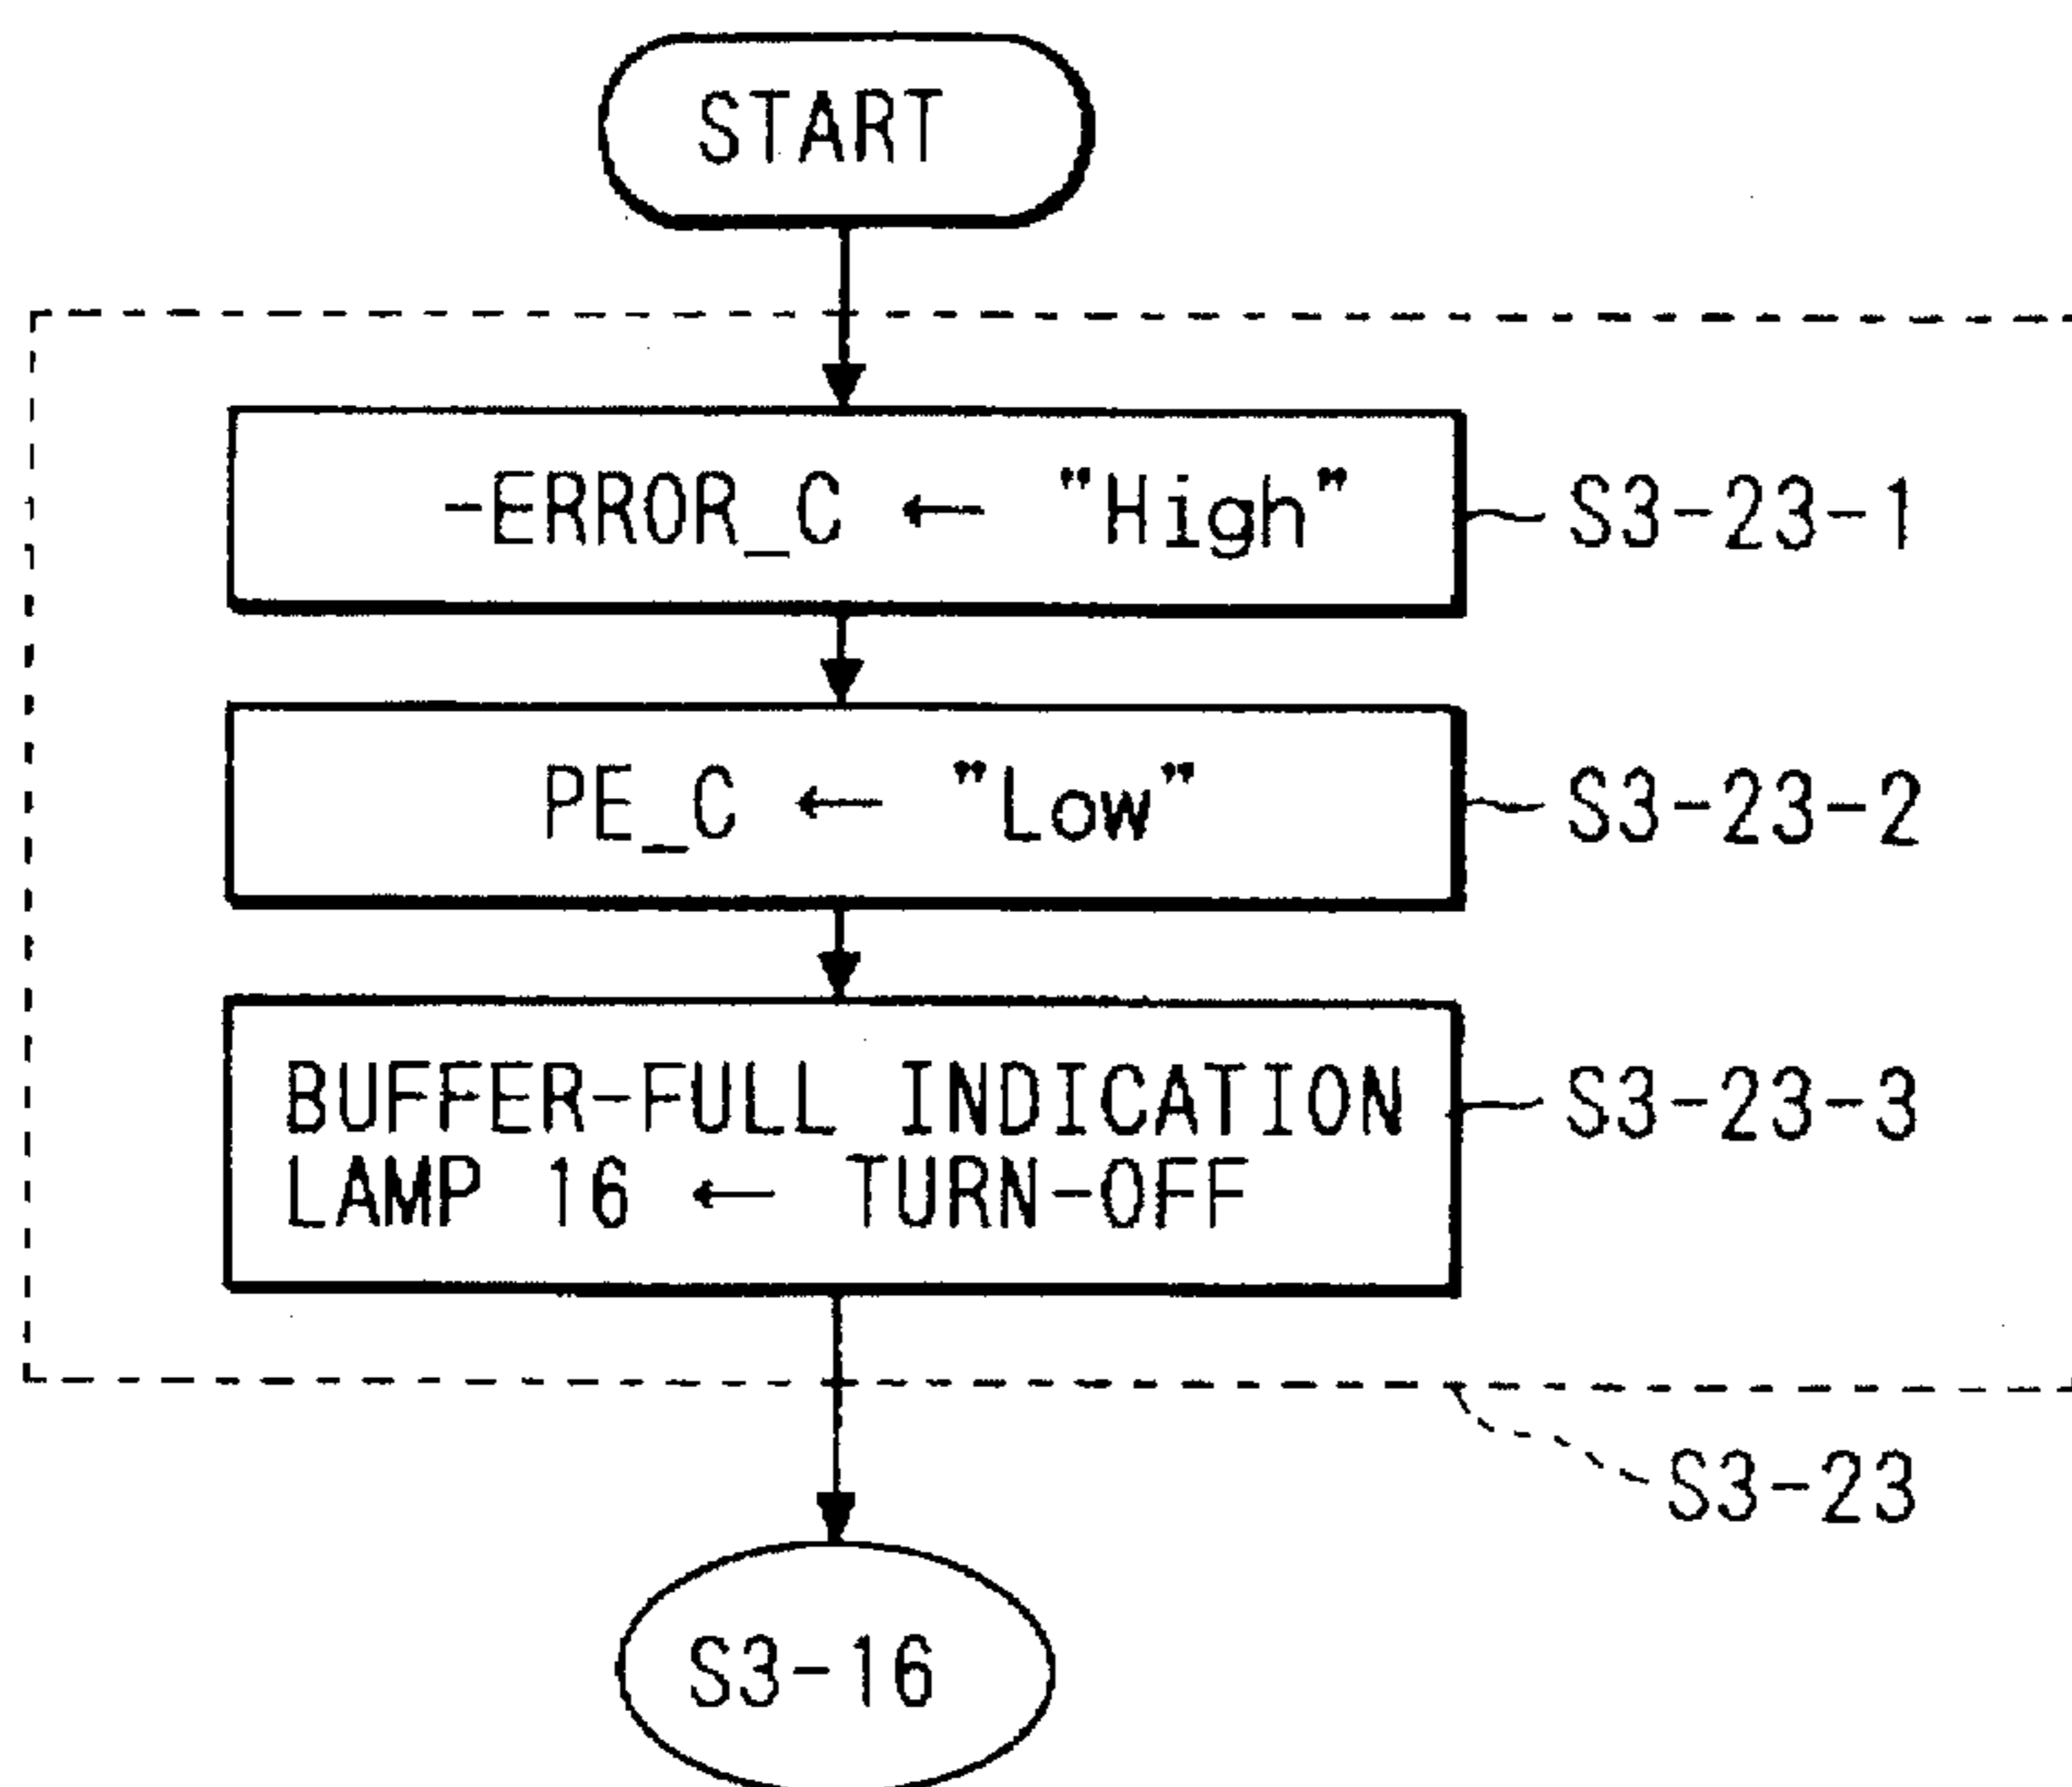 START
-ERROR_C ← "High" S3-23-1
PE_C ← "Low" S3-23-2
BUFFER-FULL INDICATION S3-23-3
LAMP 16 ← TURN-OFF
S3-23
S3-16